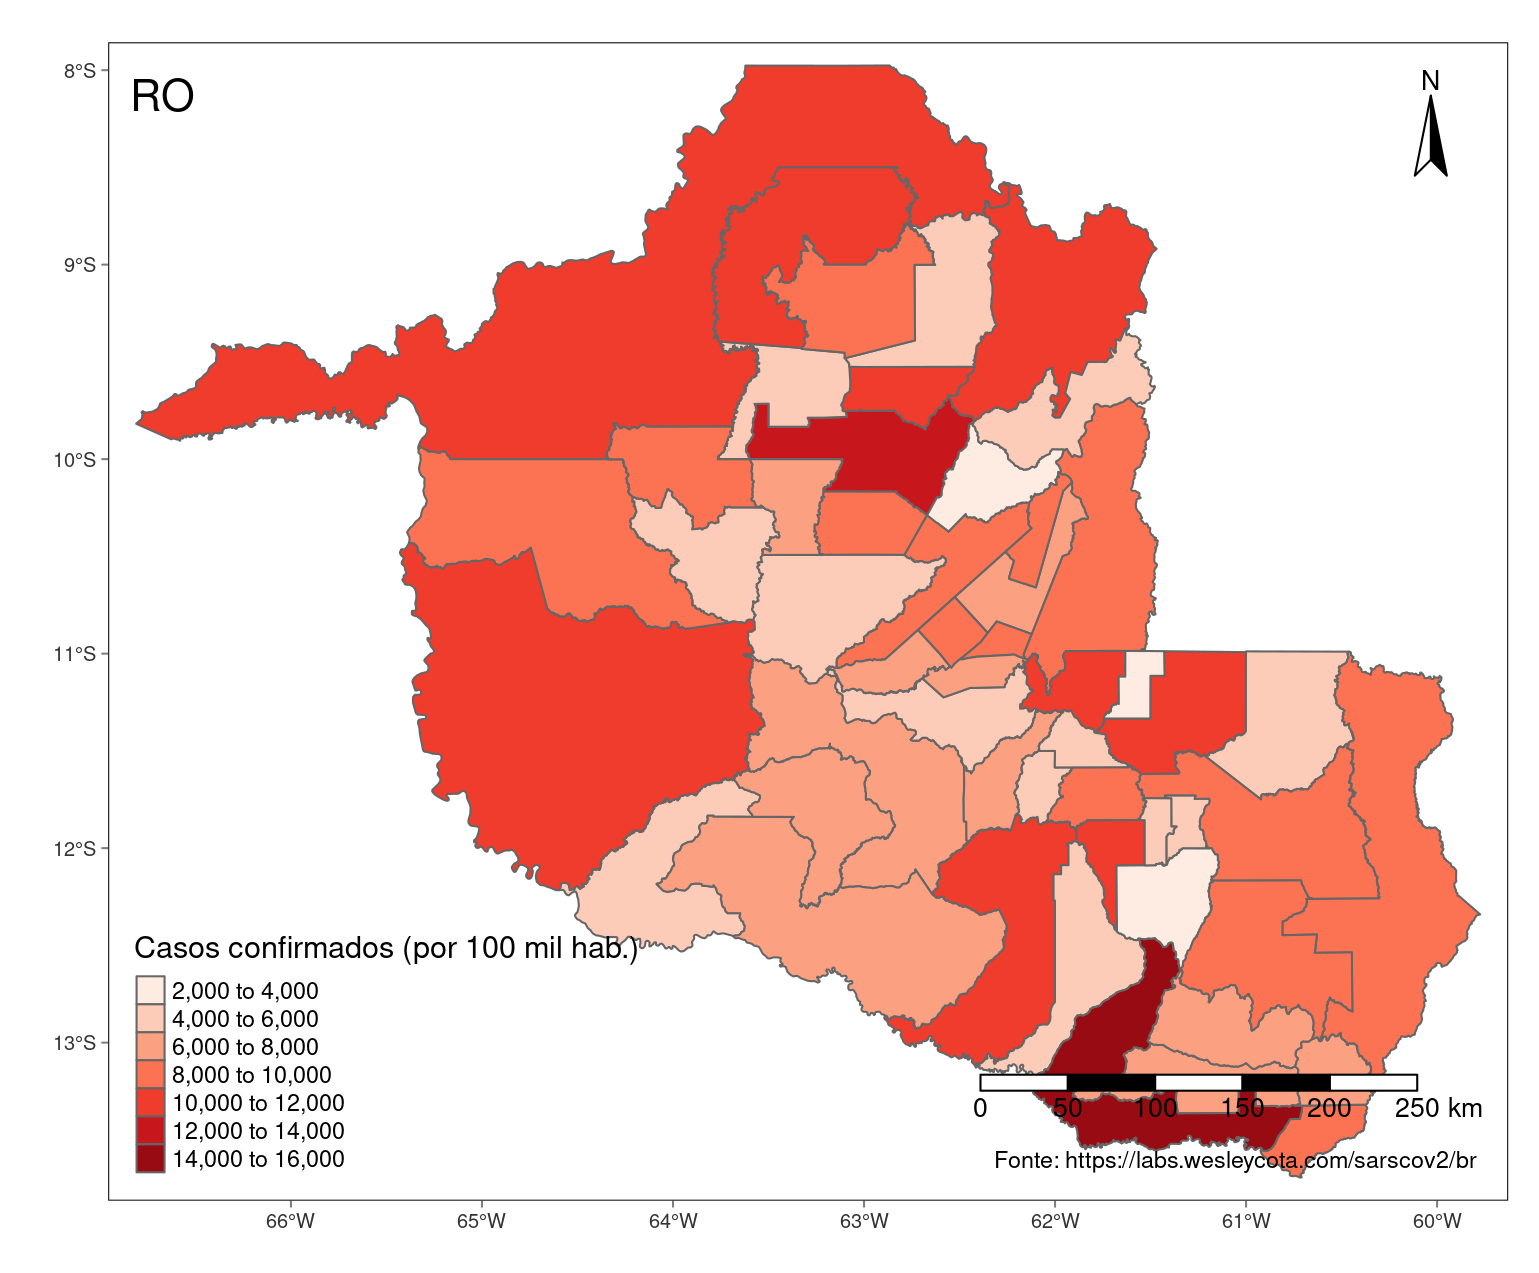 RO
N
8°S
9°S
10°S
11°S
12°S
13°S
Casos confirmados (por 100 mil hab.)
2,000 to 4,000
4,000 to 6,000
6,000 to 8,000
8,000 to 10,000
10,000 to 12,000
12,000 to 14,000
14,000 to 16,000
0 50 100 150 200 250 km
Fonte: https://labs.wesleycota.com/sarscov2/br
66°W 65°W 64°W 63°W 62°W 61°W 60°W